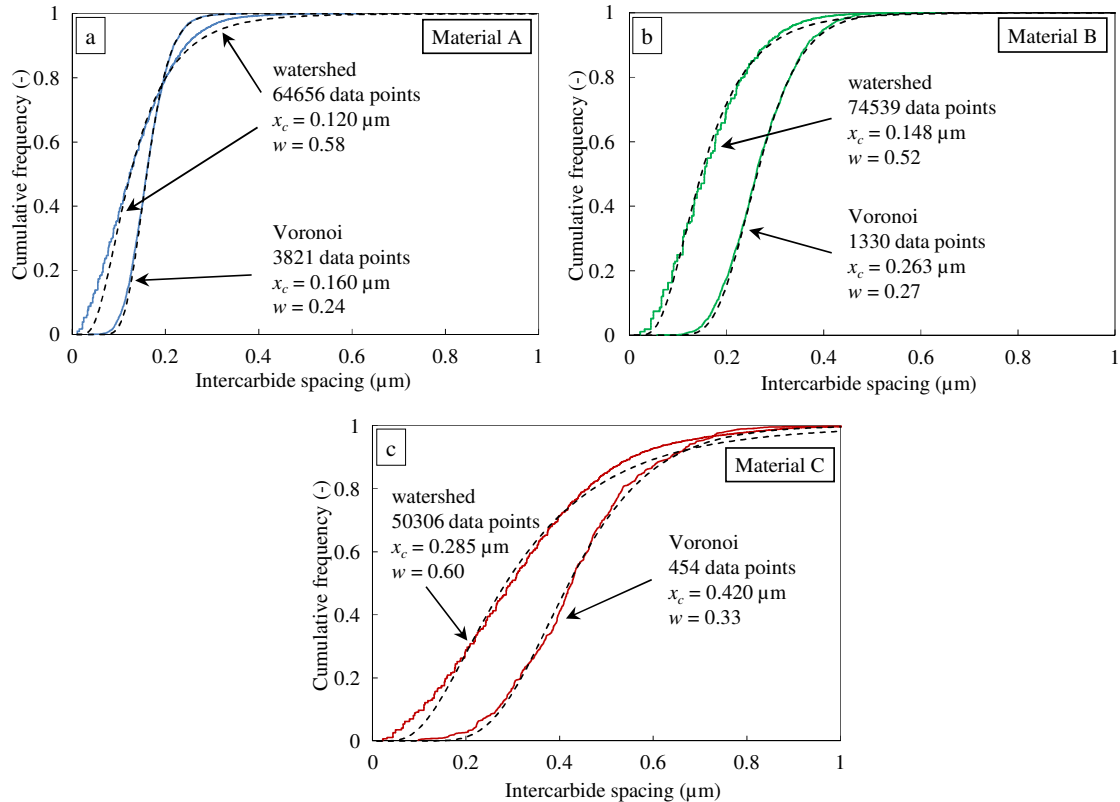 a
Material A
1
0.8
0.6
0.4
0.2
0
Cumulative frequency (-)
watershed
64656 data points
x_c = 0.120 µm
w = 0.58
Voronoi
3821 data points
x_c = 0.160 µm
w = 0.24
0 0.2 0.4 0.6 0.8 1
Intercarbide spacing (µm)
b
Material B
1
0.8
0.6
0.4
0.2
0
Cumulative frequency (-)
watershed
74539 data points
x_c = 0.148 µm
w = 0.52
Voronoi
1330 data points
x_c = 0.263 µm
w = 0.27
0 0.2 0.4 0.6 0.8 1
Intercarbide spacing (µm)
c
Material C
1
0.8
0.6
0.4
0.2
0
Cumulative frequency (-)
watershed
50306 data points
x_c = 0.285 µm
w = 0.60
Voronoi
454 data points
x_c = 0.420 µm
w = 0.33
0 0.2 0.4 0.6 0.8 1
Intercarbide spacing (µm)